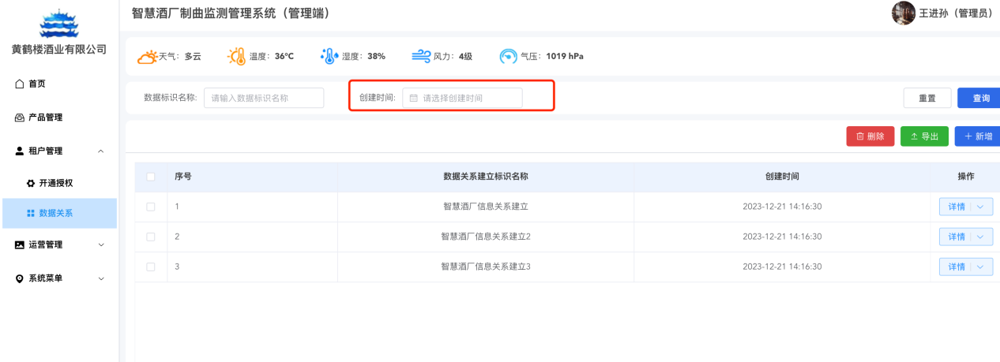 智慧酒厂制曲监测管理系统（管理端）
王进孙（管理员）
黄鹤楼酒业有限公司
天气：多云 温度：36°C 湿度：38% 风力：4级 气压：1019 hPa
首页
产品管理
租户管理
开通授权
数据关系
运营管理
系统菜单
数据标识名称: 请输入数据标识名称 创建时间: 请选择创建时间 重置 查询
删除 导出 新增
序号 数据关系建立标识名称 创建时间 操作
1 智慧酒厂信息关系建立 2023-12-21 14:16:30 详情
2 智慧酒厂信息关系建立2 2023-12-21 14:16:30 详情
3 智慧酒厂信息关系建立3 2023-12-21 14:16:30 详情